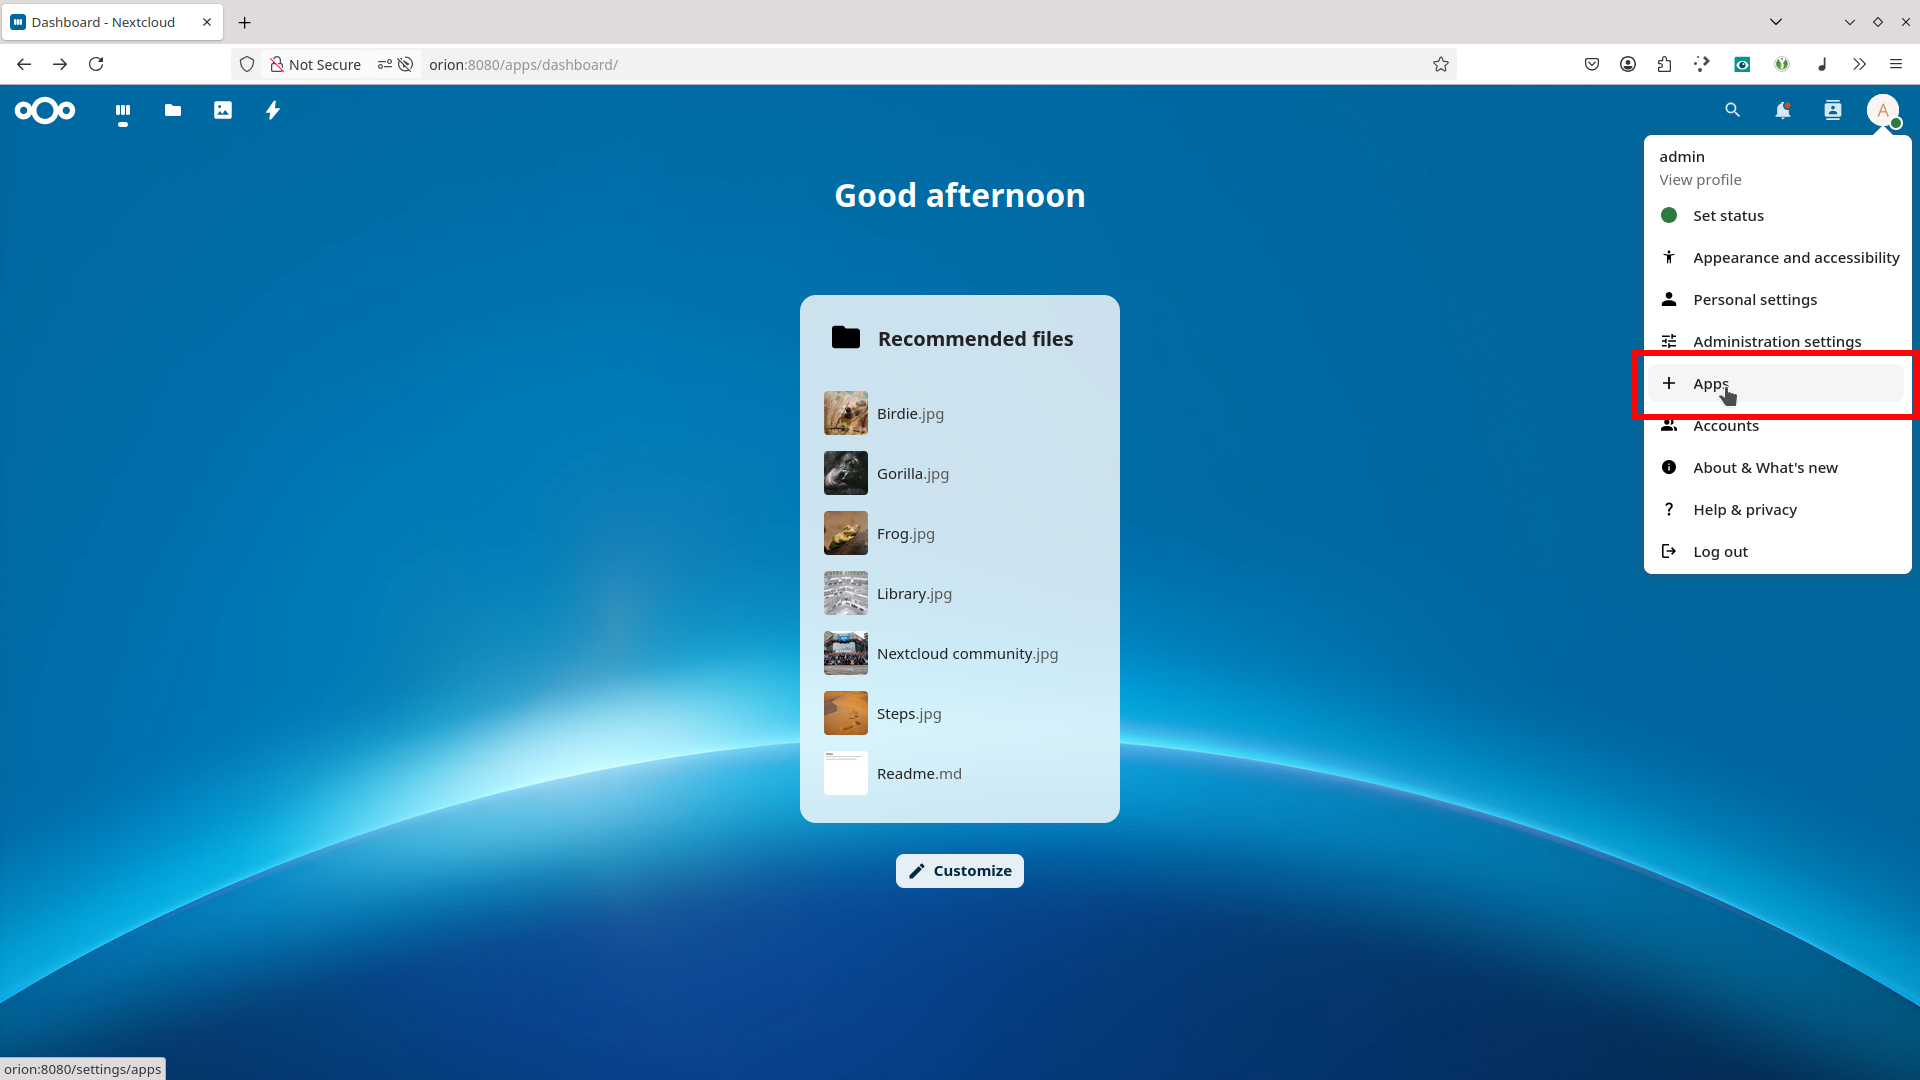 Dashboard - Nextcloud
Not Secure
orion:8080/apps/dashboard/
A
admin
View profile
Set status
Appearance and accessibility
Personal settings
Administration settings
Apps
Accounts
About & What's new
Help & privacy
Log out
Good afternoon
Recommended files
Birdie.jpg
Gorilla.jpg
Frog.jpg
Library.jpg
Nextcloud community.jpg
Steps.jpg
Readme.md
Customize
orion:8080/settings/apps